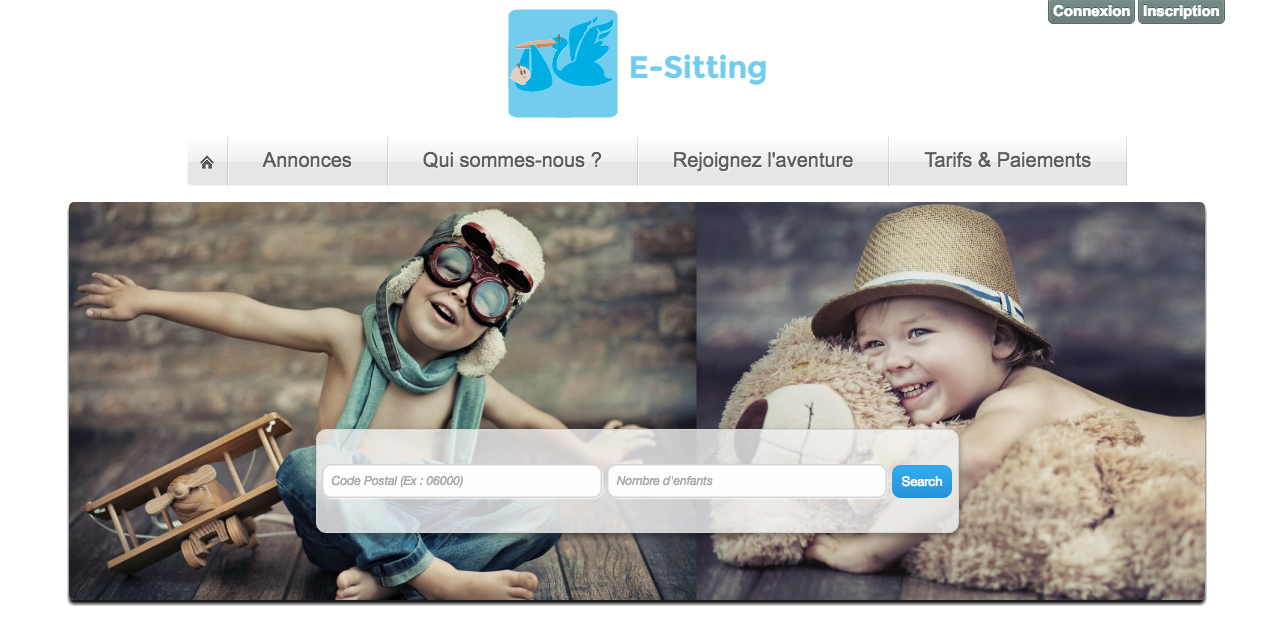 Connexion Inscription
E-Sitting
Annonces Qui sommes-nous ? Rejoignez l'aventure Tarifs & Paiements
Code Postal (Ex : 06000) Nombre d'enfants Search